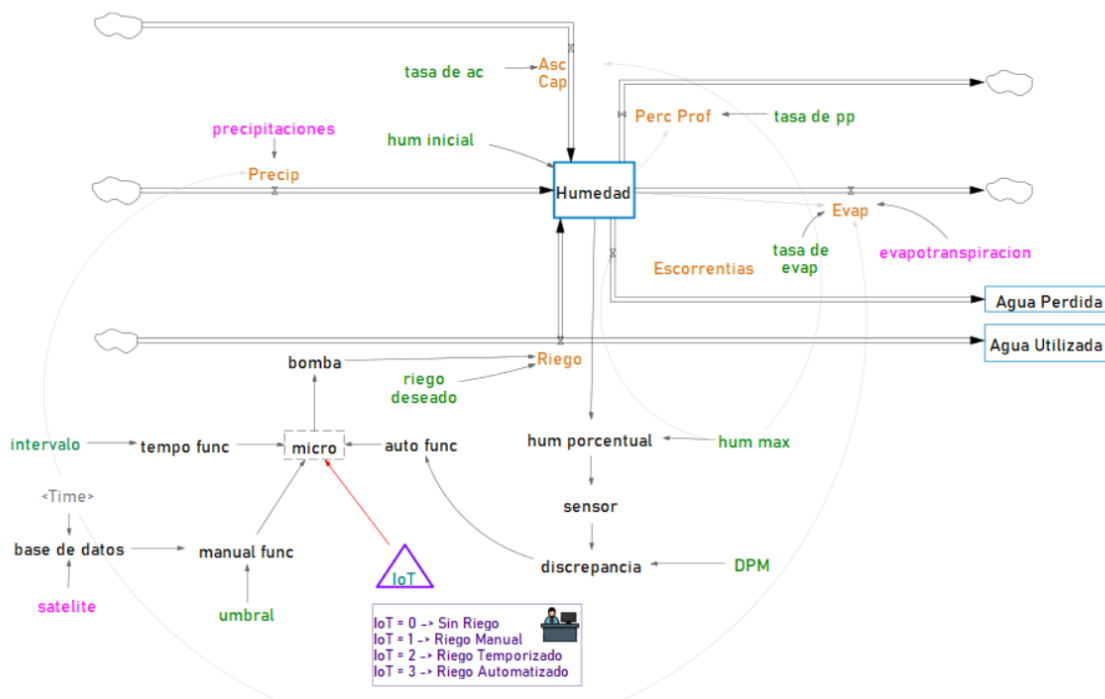 tasa de ac
Asc
Cap
Perc Prof
tasa de pp
precipitaciones
hum inicial
Precip
Humedad
Evap
tasa de
evap
evapotranspiracion
Escorrentias
Agua Perdida
Agua Utilizada
bomba
Riego
riego
deseado
intervalo
tempo func
micro
auto func
hum porcentual
hum max
<Time>
sensor
base de datos
manual func
discrepancia
DPM
IoT
satelite
umbral
IoT = 0 -> Sin Riego
IoT = 1 -> Riego Manual
IoT = 2 -> Riego Temporizado
IoT = 3 -> Riego Automatizado